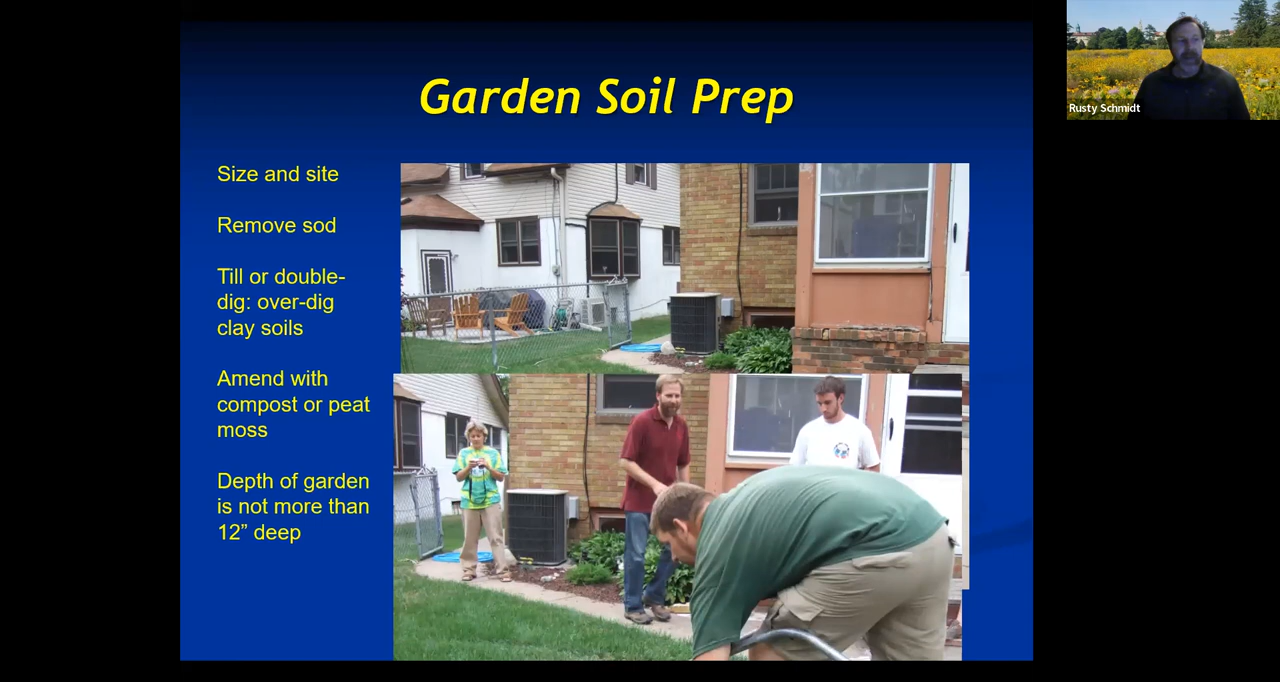 Garden Soil Prep
Rusty Schmidt
Size and site
Remove sod
Till or double-
dig: over-dig
clay soils
Amend with
compost or peat
moss
Depth of garden
is not more than
12” deep